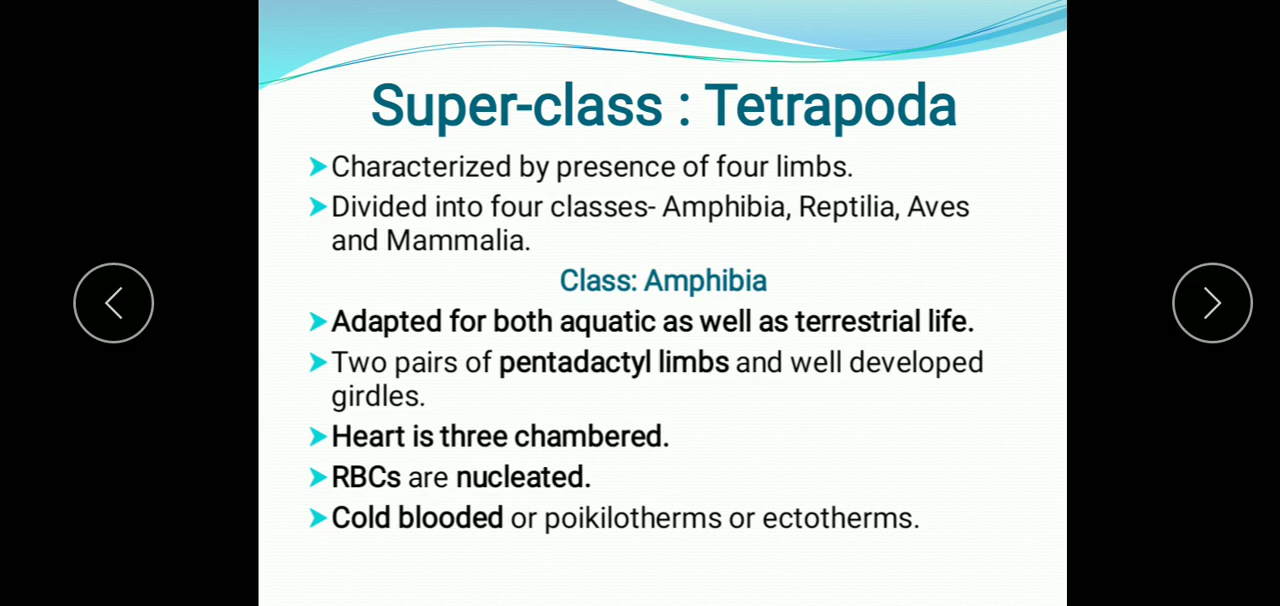 Super-class : Tetrapoda
➤Characterized by presence of four limbs.
➤Divided into four classes- Amphibia, Reptilia, Aves
and Mammalia.
Class: Amphibia
➤Adapted for both aquatic as well as terrestrial life.
➤Two pairs of pentadactyl limbs and well developed
girdles.
➤Heart is three chambered.
➤RBCs are nucleated.
➤Cold blooded or poikilotherms or ectotherms.